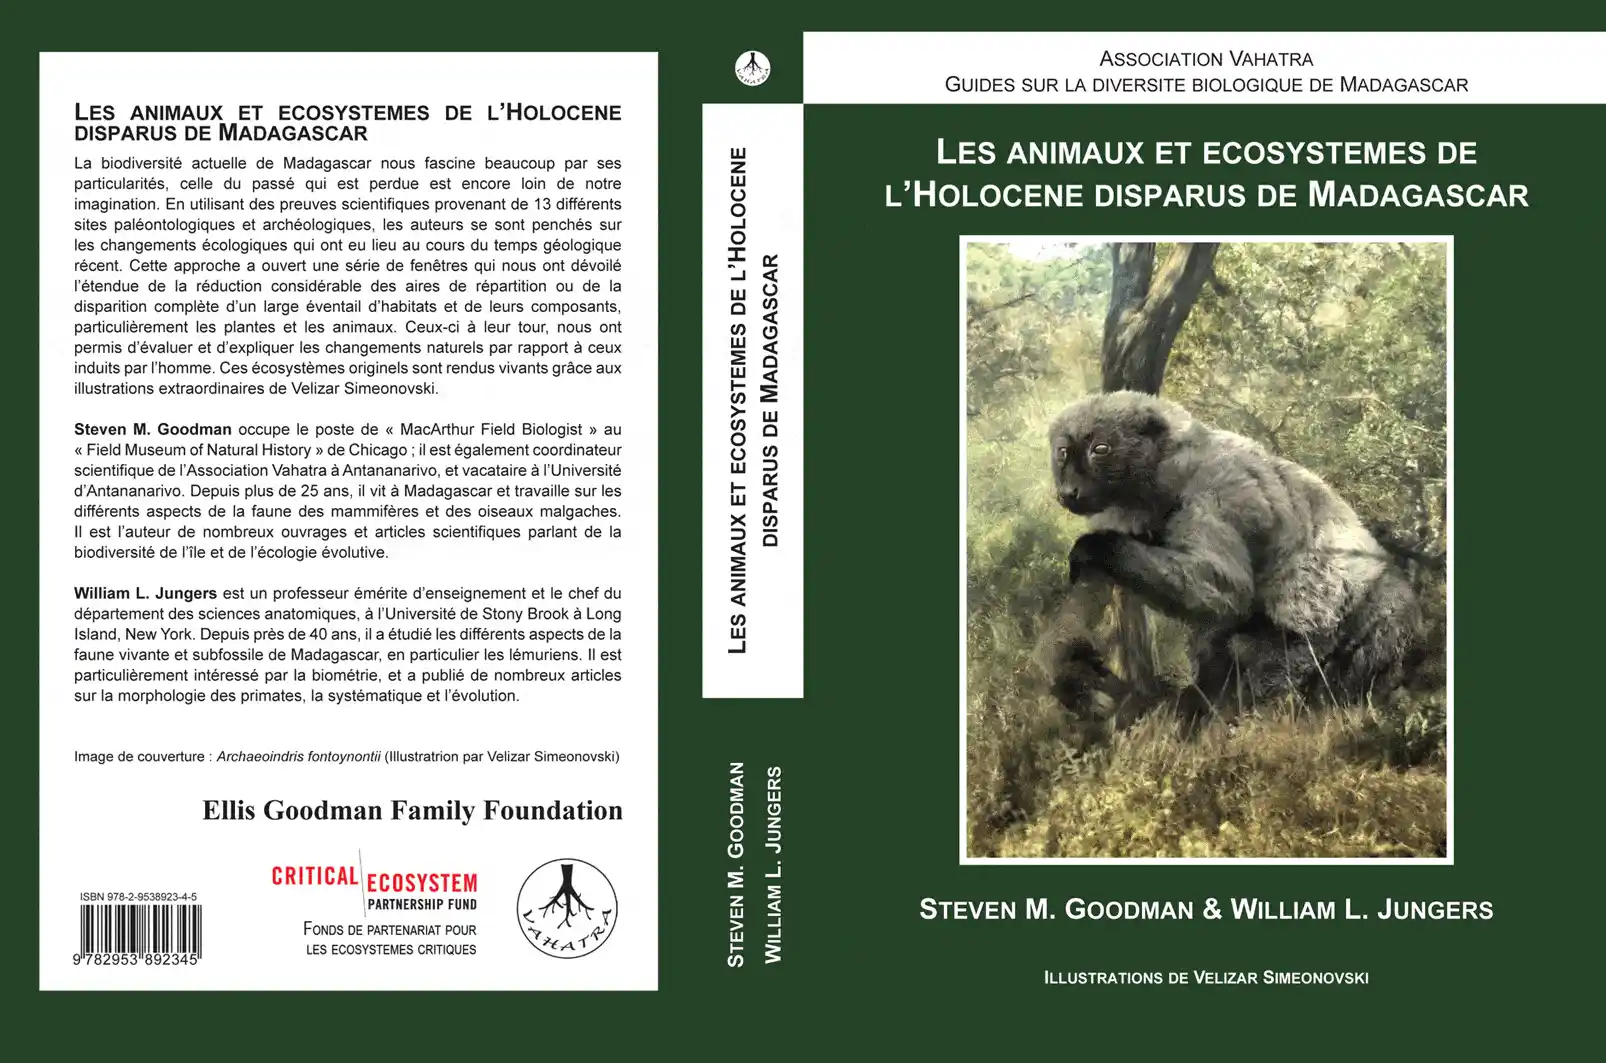 LES ANIMAUX ET ECOSYSTEMES DE L’HOLOCENE
DISPARUS DE MADAGASCAR
La biodiversité actuelle de Madagascar nous fascine beaucoup par ses
particularités, celle du passé qui est perdue est encore loin de notre
imagination. En utilisant des preuves scientifiques provenant de 13 différents
sites paléontologiques et archéologiques, les auteurs se sont penchés sur
les changements écologiques qui ont eu lieu au cours du temps géologique
récent. Cette approche a ouvert une série de fenêtres qui nous ont dévoilé
l’étendue de la réduction considérable des aires de répartition ou de la
disparition complète d’un large éventail d’habitats et de leurs composants,
particulièrement les plantes et les animaux. Ceux-ci à leur tour, nous ont
permis d’évaluer et d’expliquer les changements naturels par rapport à ceux
induits par l’homme. Ces écosystèmes originels sont rendus vivants grâce aux
illustrations extraordinaires de Velizar Simeonovski.
Steven M. Goodman occupe le poste de « MacArthur Field Biologist » au
« Field Museum of Natural History » de Chicago ; il est également coordinateur
scientifique de l’Association Vahatra à Antananarivo, et vacataire à l’Université
d’Antananarivo. Depuis plus de 25 ans, il vit à Madagascar et travaille sur les
différents aspects de la faune des mammifères et des oiseaux malgaches.
Il est l’auteur de nombreux ouvrages et articles scientifiques parlant de la
biodiversité de l’île et de l’écologie évolutive.
William L. Jungers est un professeur émérite d’enseignement et le chef du
département des sciences anatomiques, à l’Université de Stony Brook à Long
Island, New York. Depuis près de 40 ans, il a étudié les différents aspects de la
faune vivante et subfossile de Madagascar, en particulier les lémuriens. Il est
particulièrement intéressé par la biométrie, et a publié de nombreux articles
sur la morphologie des primates, la systématique et l’évolution.
Image de couverture : Archaeoindris fontoynontii (Illustratrion par Velizar Simeonovski)
Ellis Goodman Family Foundation
CRITICAL ECOSYSTEM
PARTNERSHIP FUND
FONDS DE PARTENARIAT POUR
LES ECOSYSTEMES CRITIQUES
VAHATRA
ISBN 978-2-9538923-4-5
9 782953 892345
VAHATRA
LES ANIMAUX ET ECOSYSTEMES DE L’HOLOCENE
DISPARUS DE MADAGASCAR
STEVEN M. GOODMAN
WILLIAM L. JUNGERS
ASSOCIATION VAHATRA
GUIDES SUR LA DIVERSITE BIOLOGIQUE DE MADAGASCAR
LES ANIMAUX ET ECOSYSTEMES DE
L’HOLOCENE DISPARUS DE MADAGASCAR
STEVEN M. GOODMAN & WILLIAM L. JUNGERS
ILLUSTRATIONS DE VELIZAR SIMEONOVSKI